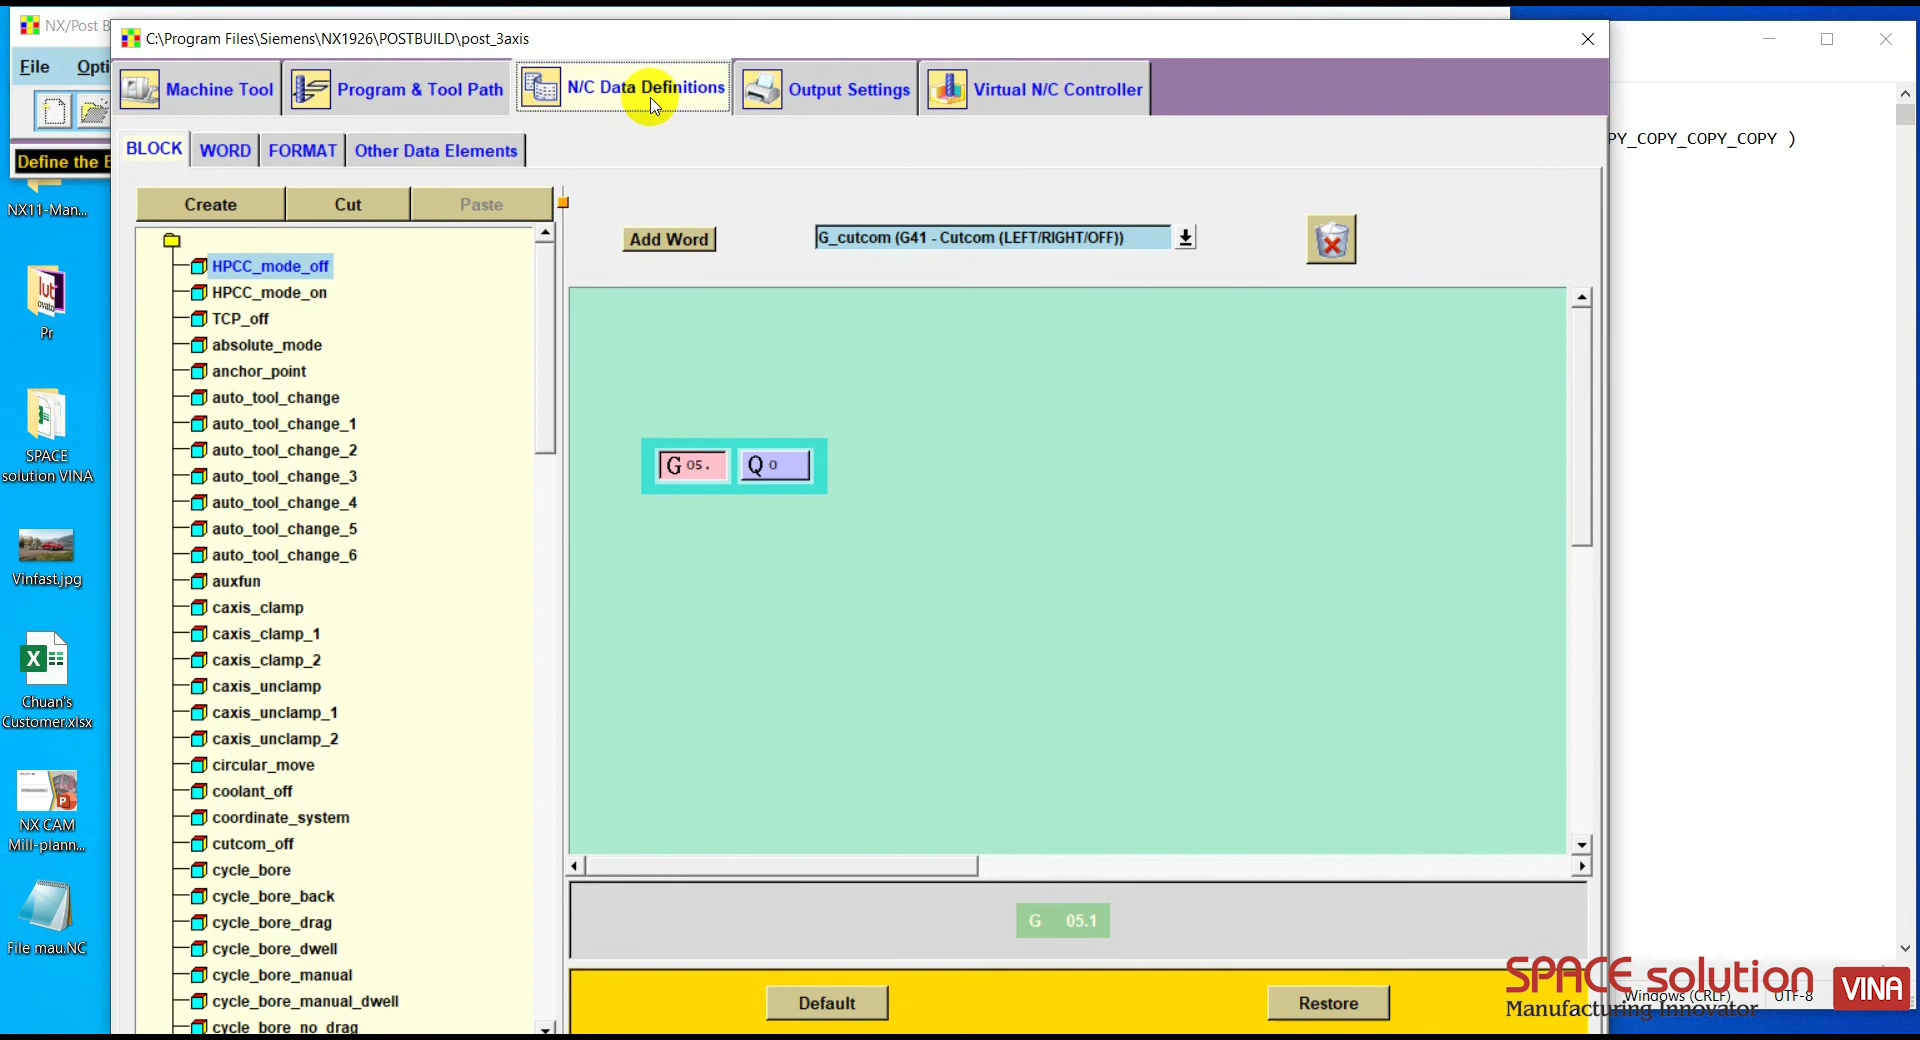 NX/Post B
C:\Program Files\Siemens\NX1926\POSTBUILD\post_3axis
File Opti
Machine Tool
Program & Tool Path
N/C Data Definitions
Output Settings
Virtual N/C Controller
PY_COPY_COPY_COPY )
BLOCK
WORD
FORMAT
Other Data Elements
Define the B
NX11-Man...
Pr
SPACE
solution VINA
Vinfast.jpg
Chuan's
Customer.xlsx
NX CAM
Mill-plann...
File mau.NC
Create
Cut
Paste
HPCC_mode_off
HPCC_mode_on
TCP_off
absolute_mode
anchor_point
auto_tool_change
auto_tool_change_1
auto_tool_change_2
auto_tool_change_3
auto_tool_change_4
auto_tool_change_5
auto_tool_change_6
auxfun
caxis_clamp
caxis_clamp_1
caxis_clamp_2
caxis_unclamp
caxis_unclamp_1
caxis_unclamp_2
circular_move
coolant_off
coordinate_system
cutcom_off
cycle_bore
cycle_bore_back
cycle_bore_drag
cycle_bore_dwell
cycle_bore_manual
cycle_bore_manual_dwell
cycle_bore_no_drag
Add Word
G_cutcom (G41 - Cutcom (LEFT/RIGHT/OFF))
G 05.
Q 0
G 05.1
Default
Restore
Windows (CRLF)
UTF-8
SPACE solution
Manufacturing Innovator
VINA